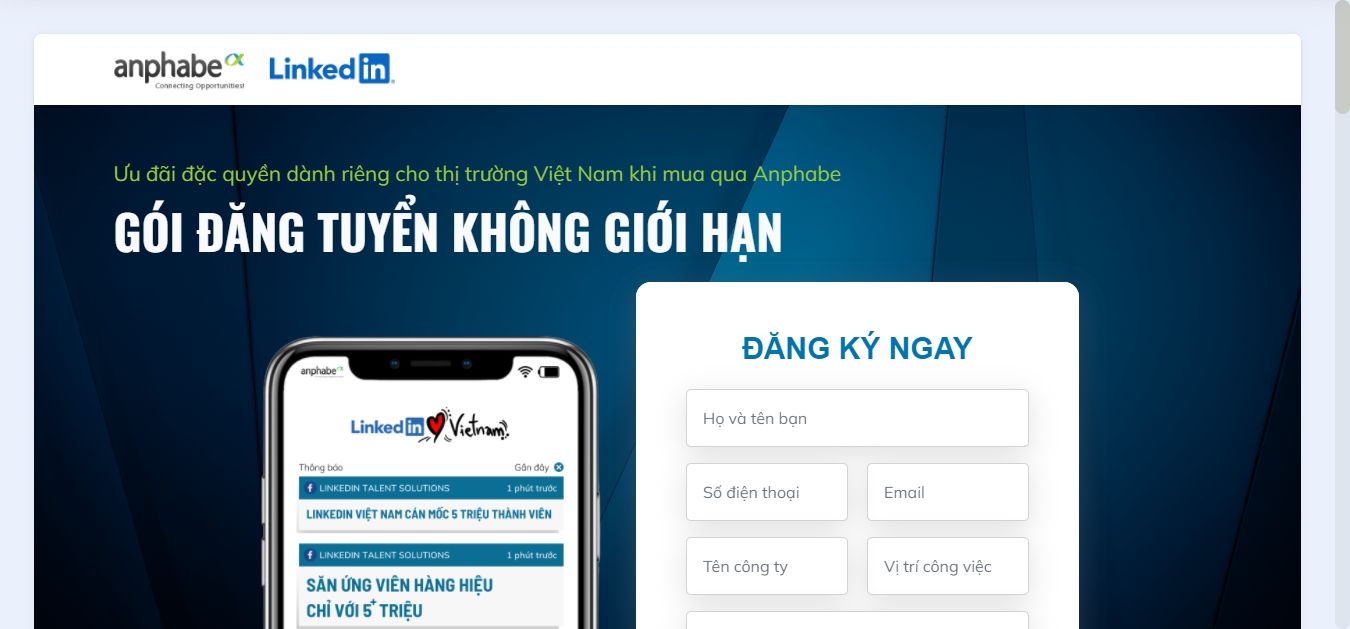 anphabe
Connecting Opportunities!
LinkedIn
Ưu đãi đặc quyền dành riêng cho thị trường Việt Nam khi mua qua Anphabe
GÓI ĐĂNG TUYỂN KHÔNG GIỚI HẠN
ĐĂNG KÝ NGAY
Họ và tên bạn
Số điện thoại
Email
Tên công ty
Vị trí công việc
anphabe
LinkedIn Vietnam!
Thông báo
Gần đây
LINKEDIN TALENT SOLUTIONS
1 phút trước
LINKEDIN VIỆT NAM CÁN MỐC 5 TRIỆU THÀNH VIÊN
LINKEDIN TALENT SOLUTIONS
1 phút trước
SĂN ỨNG VIÊN HÀNG HIỆU
CHỈ VỚI 5+ TRIỆU